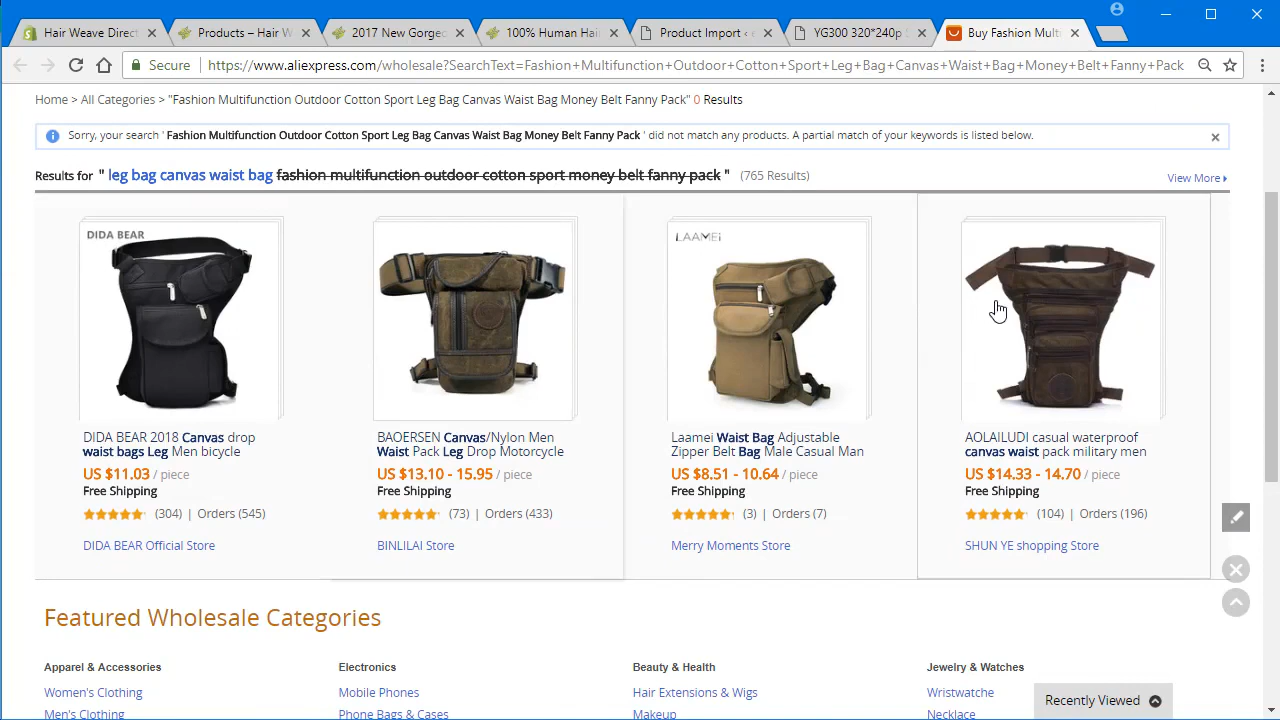 Hair Weave Direct
Products – Hair W
2017 New Gorgec
100% Human Hai
Product Import ‹ e
YG300 320*240p L
Buy Fashion Mult
Secure
https://www.aliexpress.com/wholesale?SearchText=Fashion+Multifunction+Outdoor+Cotton+Sport+Leg+Bag+Canvas+Waist+Bag+Money+Belt+Fanny+Pack
Home > All Categories > "Fashion Multifunction Outdoor Cotton Sport Leg Bag Canvas Waist Bag Money Belt Fanny Pack" 0 Results
Sorry, your search ' Fashion Multifunction Outdoor Cotton Sport Leg Bag Canvas Waist Bag Money Belt Fanny Pack ' did not match any products. A partial match of your keywords is listed below.
Results for " leg bag canvas waist bag fashion multifunction outdoor cotton sport money belt fanny pack " (765 Results)
View More
DIDA BEAR
LAAMEI
DIDA BEAR 2018 Canvas drop
waist bags Leg Men bicycle
US $11.03 / piece
Free Shipping
(304) | Orders (545)
DIDA BEAR Official Store
BAOERSEN Canvas/Nylon Men
Waist Pack Leg Drop Motorcycle
US $13.10 - 15.95 / piece
Free Shipping
(73) | Orders (433)
BINLILAI Store
Laamei Waist Bag Adjustable
Zipper Belt Bag Male Casual Man
US $8.51 - 10.64 / piece
Free Shipping
(3) | Orders (7)
Merry Moments Store
AOLAILUDI casual waterproof
canvas waist pack military men
US $14.33 - 14.70 / piece
Free Shipping
(104) | Orders (196)
SHUN YE shopping Store
Featured Wholesale Categories
Apparel & Accessories
Women's Clothing
Men's Clothing
Electronics
Mobile Phones
Phone Bags & Cases
Beauty & Health
Hair Extensions & Wigs
Makeup
Jewelry & Watches
Wristwatche
Necklace
Recently Viewed